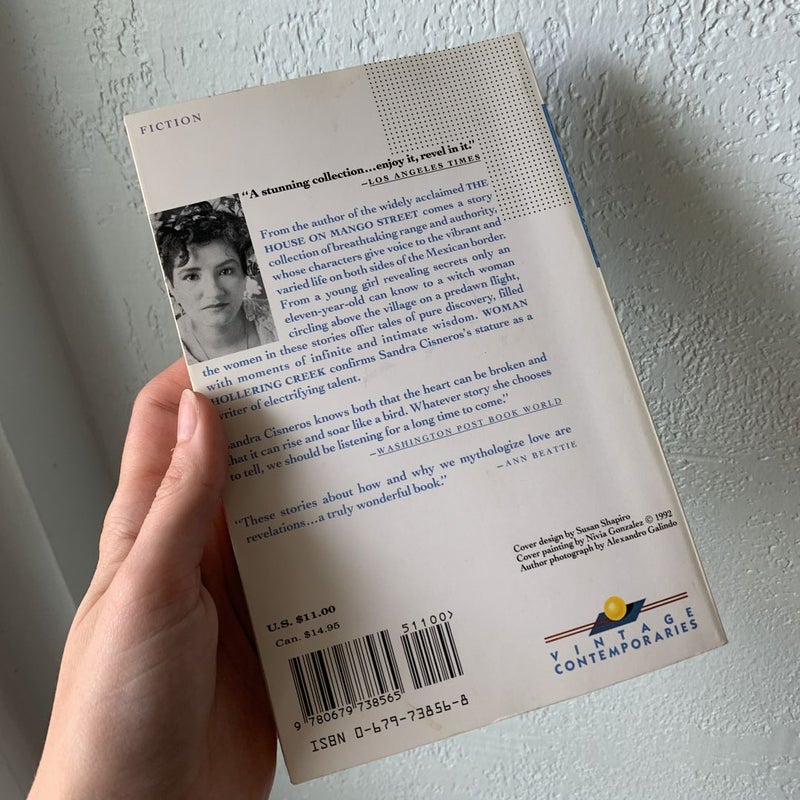 FICTION
“A stunning collection...enjoy it, revel in it.”
–LOS ANGELES TIMES
From the author of the widely acclaimed THE
HOUSE ON MANGO STREET comes a story
collection of breathtaking range and authority,
whose characters give voice to the vibrant and
varied life on both sides of the Mexican border.
From a young girl revealing secrets only an
eleven-year-old can know to a witch woman
circling above the village on a predawn flight,
the women in these stories offer tales of pure discovery, filled
with moments of infinite and intimate wisdom. WOMAN
HOLLERING CREEK confirms Sandra Cisneros’s stature as a
writer of electrifying talent.
Sandra Cisneros knows both that the heart can be broken and
that it can rise and soar like a bird. Whatever story she chooses
to tell, we should be listening for a long time to come.”
–WASHINGTON POST BOOK WORLD
“These stories about how and why we mythologize love are
revelations...a truly wonderful book.”
–ANN BEATTIE
Cover design by Susan Shapiro
Cover painting by Nivia Gonzalez © 1992
Author photograph by Alexandro Galindo
U.S. $11.00
Can. $14.95
51100>
9 780679 738565
ISBN 0-679-73856-8
VINTAGE
CONTEMPORARIES